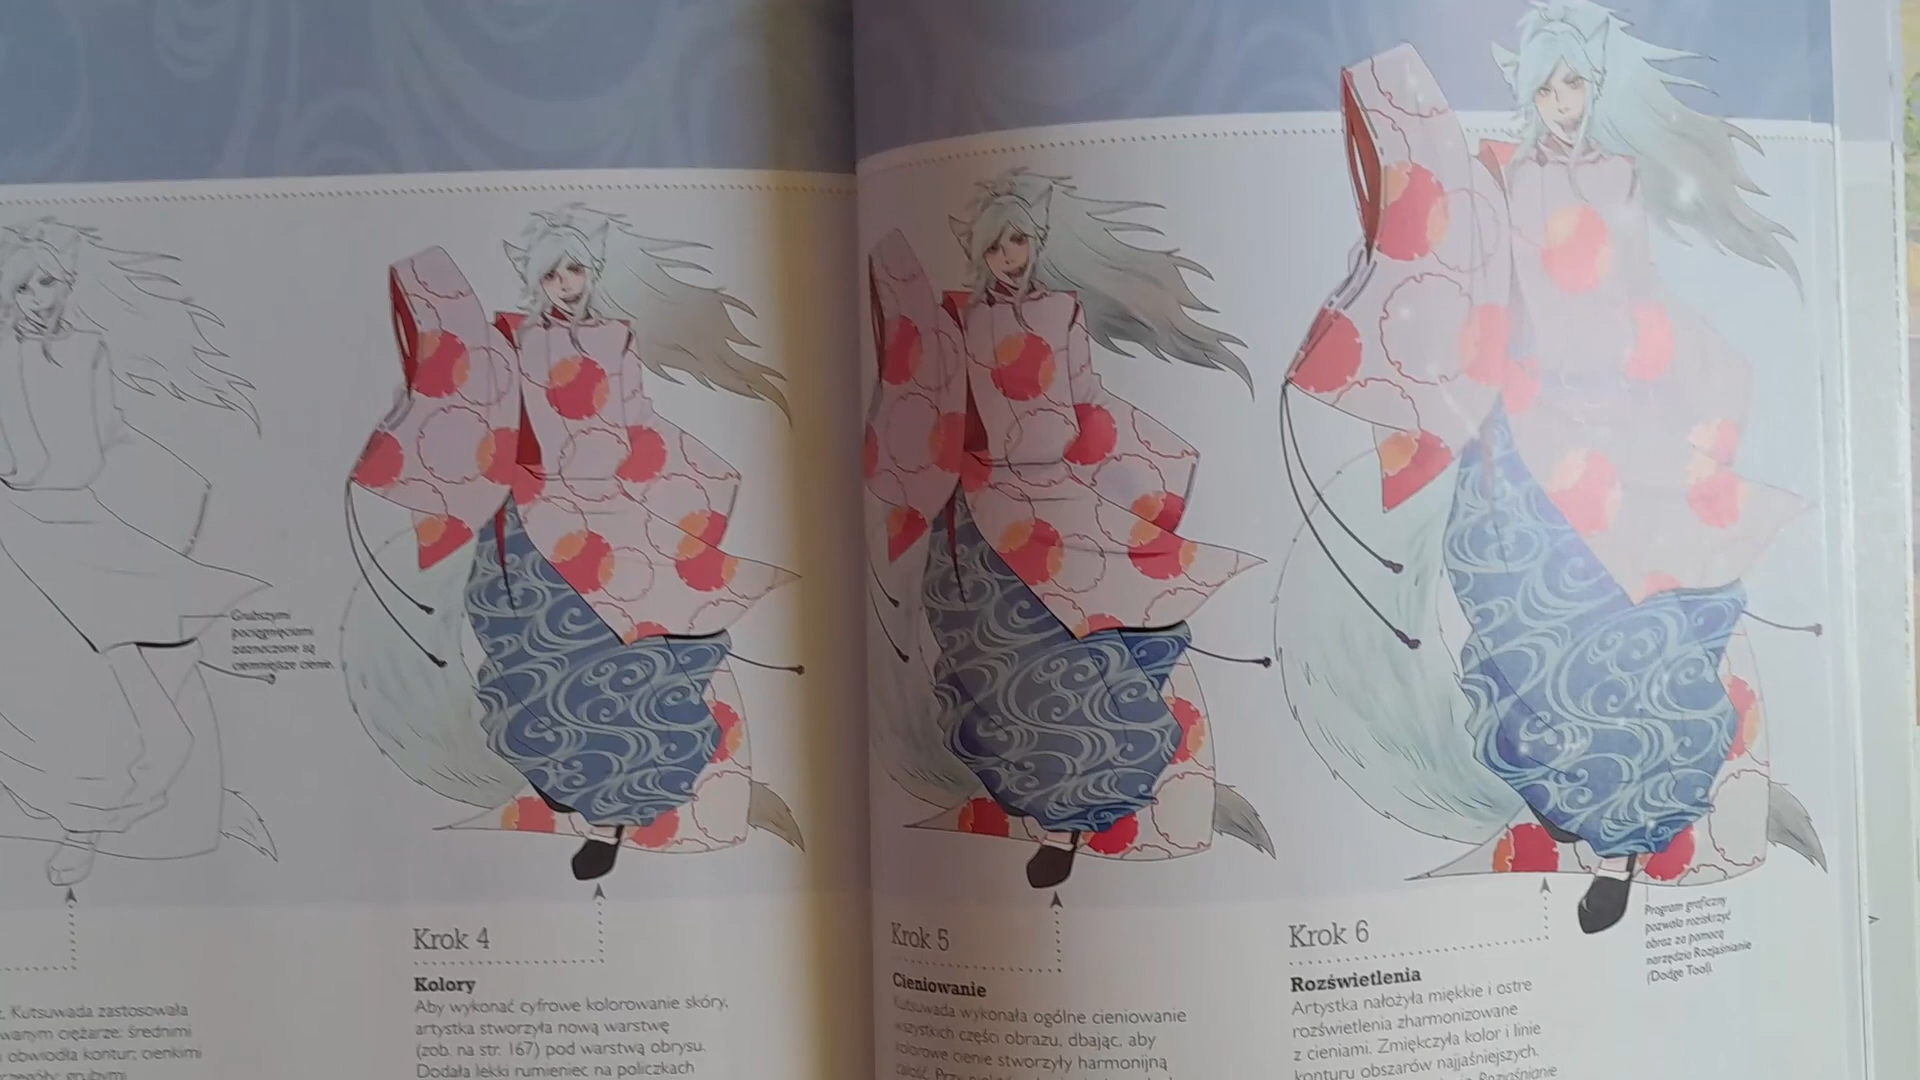 Grubszymi
pociągnięciami
zaznaczone są
ciemniejsze cienie.
Kutsuwada zastosowała
wanym ciężarze: średnimi
obwiodła kontur; cienkimi
grubymi
Krok 4
Kolory
Aby wykonać cyfrowe kolorowanie skóry,
artystka stworzyła nową warstwę
(zob. na str. 167) pod warstwą obrysu.
Dodała lekki rumieniec na policzkach
Krok 5
Cieniowanie
Kutsuwada wykonała ogólne cieniowanie
wszystkich części obrazu, dbając, aby
kolorowe cienie stworzyły harmonijną
całość.
Krok 6
Rozświetlenia
Artystka nałożyła miękkie i ostre
rozświetlenia zharmonizowane
z cieniami. Zmiękczyła kolor i linie
konturu obszarów najjaśniejszych.
Rozjaśnianie
Program graficzny
pozwala roziskrzyć
obraz za pomocą
narzędzia Rozjaśnianie
(Dodge Tool).